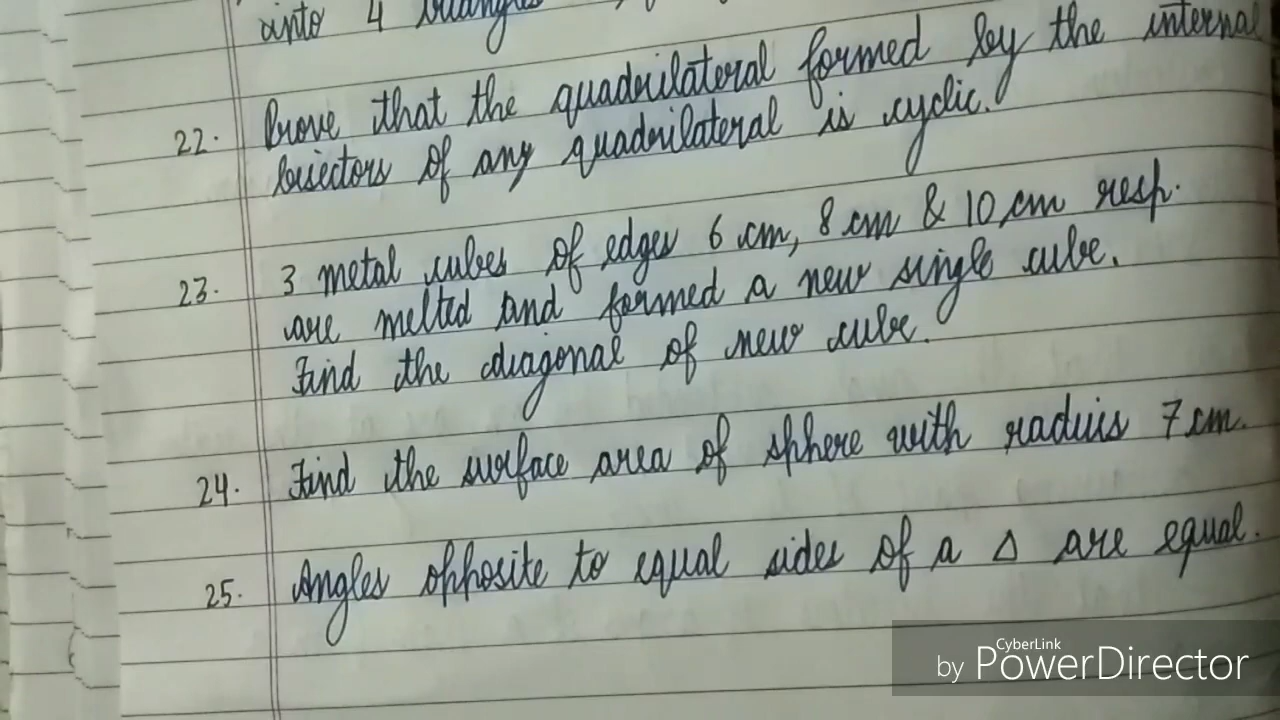 into 4 triangles
22. Prove that the quadrilateral formed by the internal
bisectors of any quadrilateral is cyclic.
23. 3 metal cubes of edges 6 cm, 8 cm & 10 cm resp.
are melted and formed a new single cube.
Find the diagonal of new cube.
24. Find the surface area of sphere with radius 7 cm.
25. Angles opposite to equal sides of a Δ are equal.
CyberLink
by PowerDirector